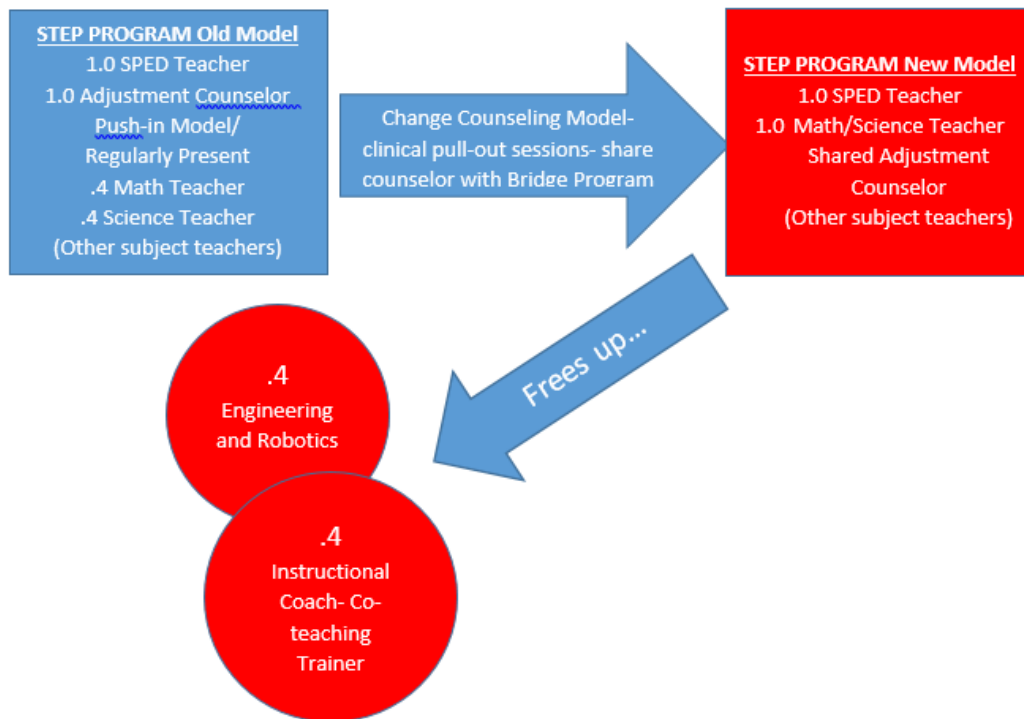 STEP PROGRAM Old Model
1.0 SPED Teacher
1.0 Adjustment Counselor
Push-in Model/
Regularly Present
.4 Math Teacher
.4 Science Teacher
(Other subject teachers)
Change Counseling Model-
clinical pull-out sessions- share
counselor with Bridge Program
STEP PROGRAM New Model
1.0 SPED Teacher
1.0 Math/Science Teacher
Shared Adjustment
Counselor
(Other subject teachers)
Frees up...
.4
Engineering
and Robotics
.4
Instructional
Coach- Co-
teaching
Trainer